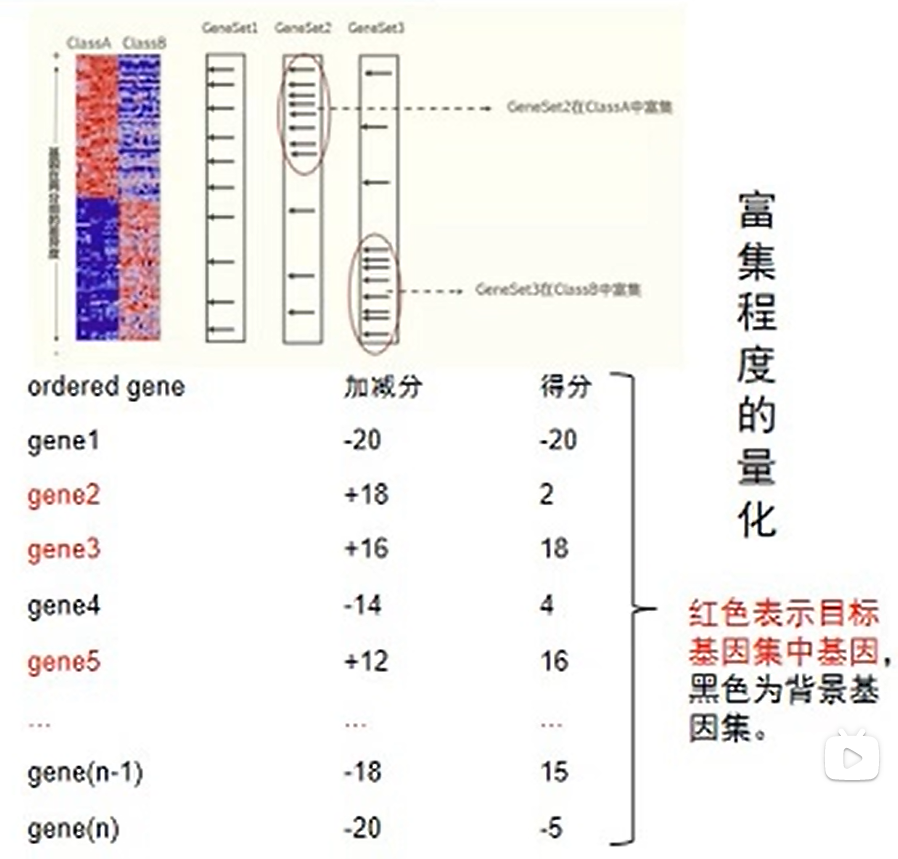 GeneSet1 GeneSet2 GeneSet3
ClassA ClassB
+
GeneSet2在ClassA中富集
基因在两分组的差异度
GeneSet3在ClassB中富集
-
富集程度的量化
ordered gene 加减分 得分
gene1 -20 -20
gene2 +18 2
gene3 +16 18
gene4 -14 4
gene5 +12 16
... ... ...
gene(n-1) -18 15
gene(n) -20 -5
红色表示目标
基因集中基因,
黑色为背景基
因集。